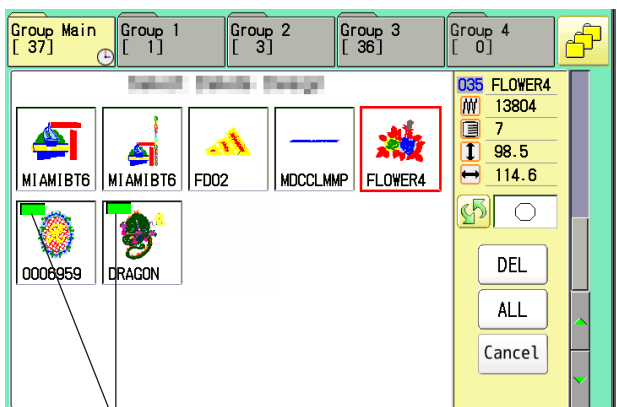 Group Main
[ 37]
Group 1
[ 1]
Group 2
[ 3]
Group 3
[ 36]
Group 4
[ 0]
035 FLOWER4
13804
7
98.5
114.6
MIAMIBT6
MIAMIBT6
FD02
MDCCLMMP
FLOWER4
0006959
DRAGON
DEL
ALL
Cancel